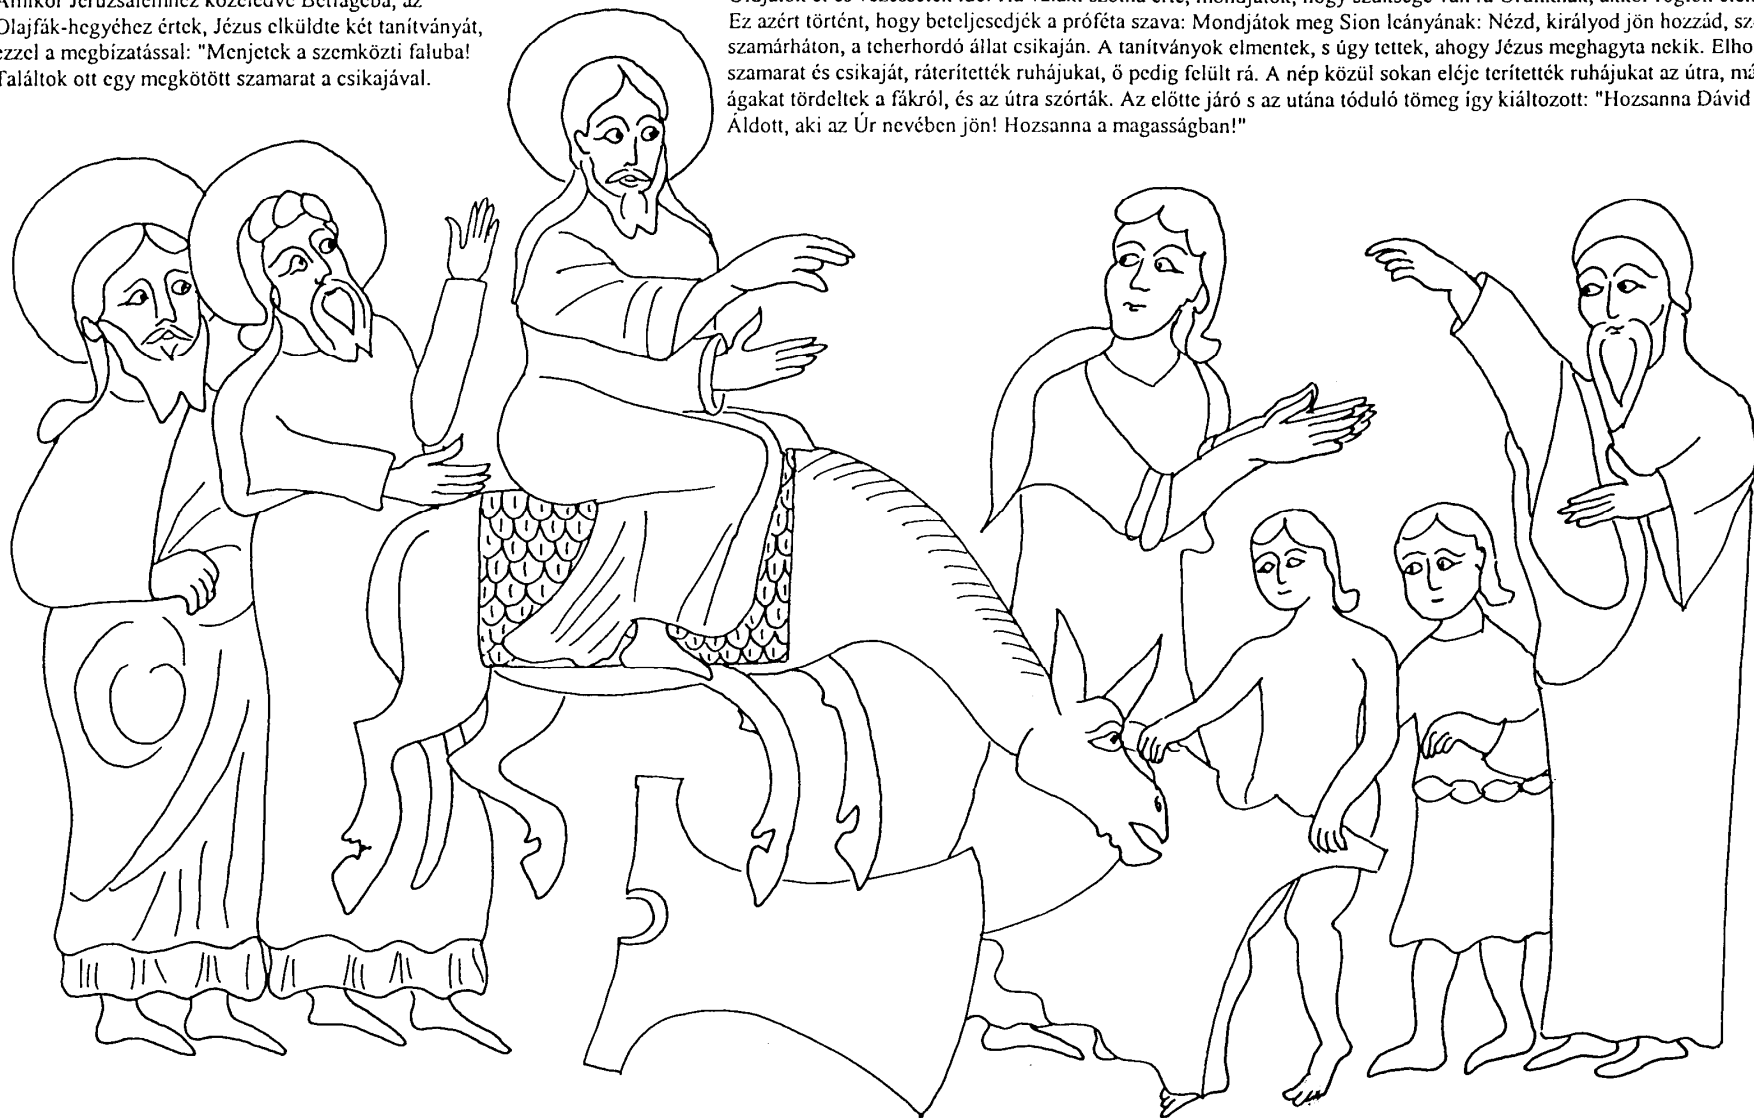 Olajfák-hegyéhez értek, Jézus elküldte két tanítványát,
ezzel a megbízatással: "Menjetek a szemközti faluba!
Találtok ott egy megkötött szamarat a csikajával.
Ez azért történt, hogy beteljesedjék a próféta szava: Mondjátok meg Sion leányának: Nézd, királyod jön hozzád,
szamárháton, a teherhordó állat csikaján. A tanítványok elmentek, s úgy tettek, ahogy Jézus meghagyta nekik.
szamarat és csikaját, ráterítették ruhájukat, ő pedig felült rá. A nép közül sokan eléje terítették ruhájukat az útra,
ágakat tördeltek a fákról, és az útra szórták. Az előtte járó s az utána tóduló tömeg így kiáltozott: "Hozsanna Dávid
Áldott, aki az Úr nevében jön! Hozsanna a magasságban!"